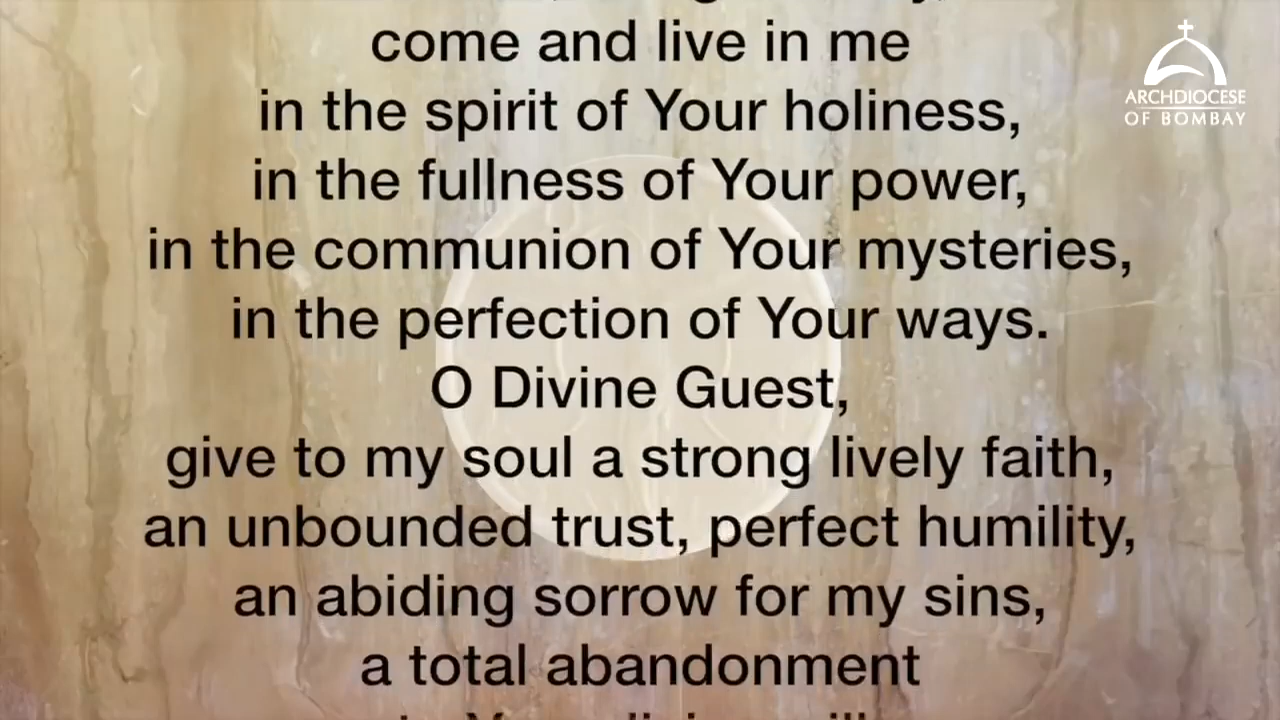 come and live in me
in the spirit of Your holiness,
in the fullness of Your power,
in the communion of Your mysteries,
in the perfection of Your ways.
O Divine Guest,
give to my soul a strong lively faith,
an unbounded trust, perfect humility,
an abiding sorrow for my sins,
a total abandonment
ARCHDIOCESE
OF BOMBAY